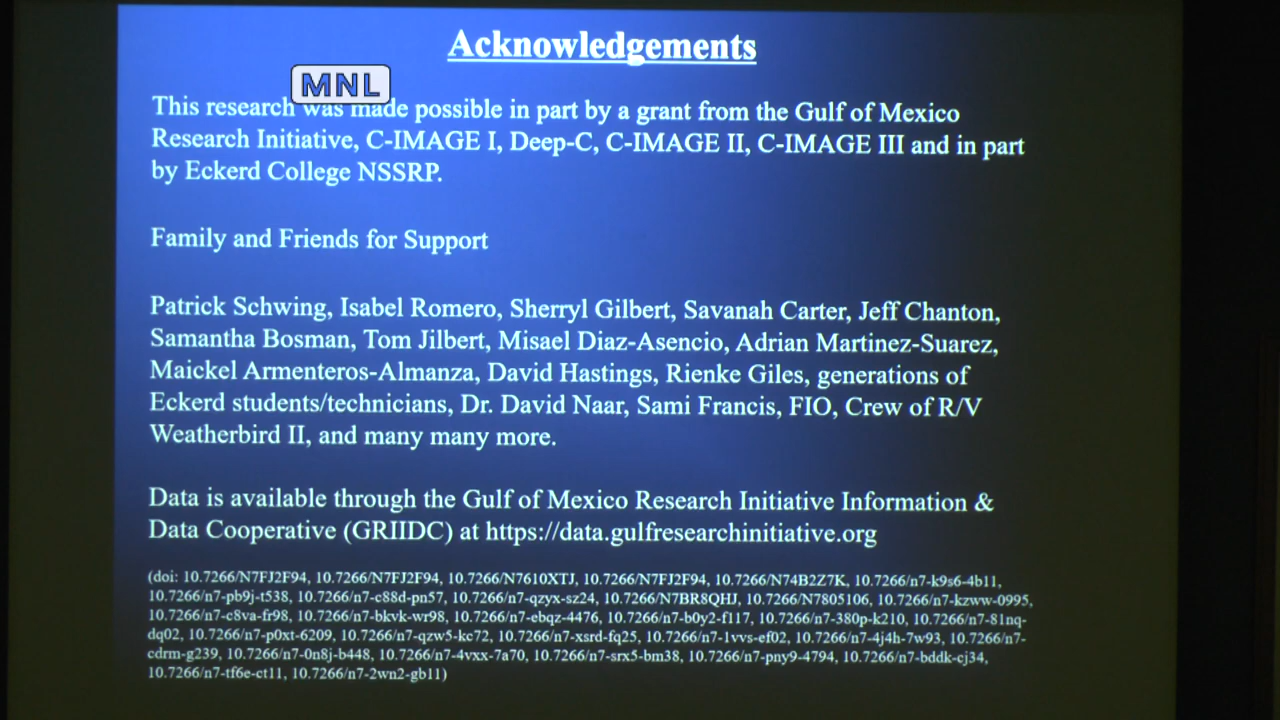 Acknowledgements
MNL
This research was made possible in part by a grant from the Gulf of Mexico
Research Initiative, C-IMAGE I, Deep-C, C-IMAGE II, C-IMAGE III and in part
by Eckerd College NSSRP.
Family and Friends for Support
Patrick Schwing, Isabel Romero, Sherryl Gilbert, Savanah Carter, Jeff Chanton,
Samantha Bosman, Tom Jilbert, Misael Diaz-Asencio, Adrian Martinez-Suarez,
Maickel Armenteros-Almanza, David Hastings, Rienke Giles, generations of
Eckerd students/technicians, Dr. David Naar, Sami Francis, FIO, Crew of R/V
Weatherbird II, and many many more.
Data is available through the Gulf of Mexico Research Initiative Information &
Data Cooperative (GRIIDC) at https://data.gulfresearchinitiative.org
(doi: 10.7266/N7FJ2F94, 10.7266/N7FJ2F94, 10.7266/N7610XTJ, 10.7266/N7FJ2F94, 10.7266/N74B2Z7K, 10.7266/n7-k9s6-4b11,
10.7266/n7-pb9j-t538, 10.7266/n7-c88d-pn57, 10.7266/n7-qzyx-sz24, 10.7266/N7BR8QHJ, 10.7266/N7805106, 10.7266/n7-kzww-0995,
10.7266/n7-c8va-fr98, 10.7266/n7-bkvk-wr98, 10.7266/n7-ebqz-4476, 10.7266/n7-b0y2-f117, 10.7266/n7-380p-k210, 10.7266/n7-81nq-
dq02, 10.7266/n7-p0xt-6209, 10.7266/n7-qzw5-kc72, 10.7266/n7-xsrd-fq25, 10.7266/n7-1vvs-ef02, 10.7266/n7-4j4h-7w93, 10.7266/n7-
cdrm-g239, 10.7266/n7-0n8j-b448, 10.7266/n7-4vxx-7a70, 10.7266/n7-srx5-bm38, 10.7266/n7-pny9-4794, 10.7266/n7-bddk-cj34,
10.7266/n7-tf6e-ct11, 10.7266/n7-2wn2-gb11)